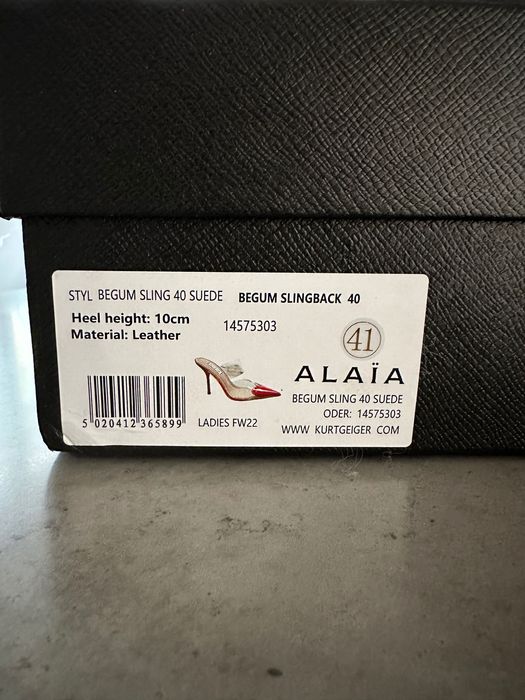 STYL BEGUM SLING 40 SUEDE BEGUM SLINGBACK 40
Heel height: 10cm 14575303
Material: Leather
41
ALAÏA
BEGUM SLING 40 SUEDE
ODER: 14575303
5 020412 365899 LADIES FW22 WWW KURTGEIGER COM